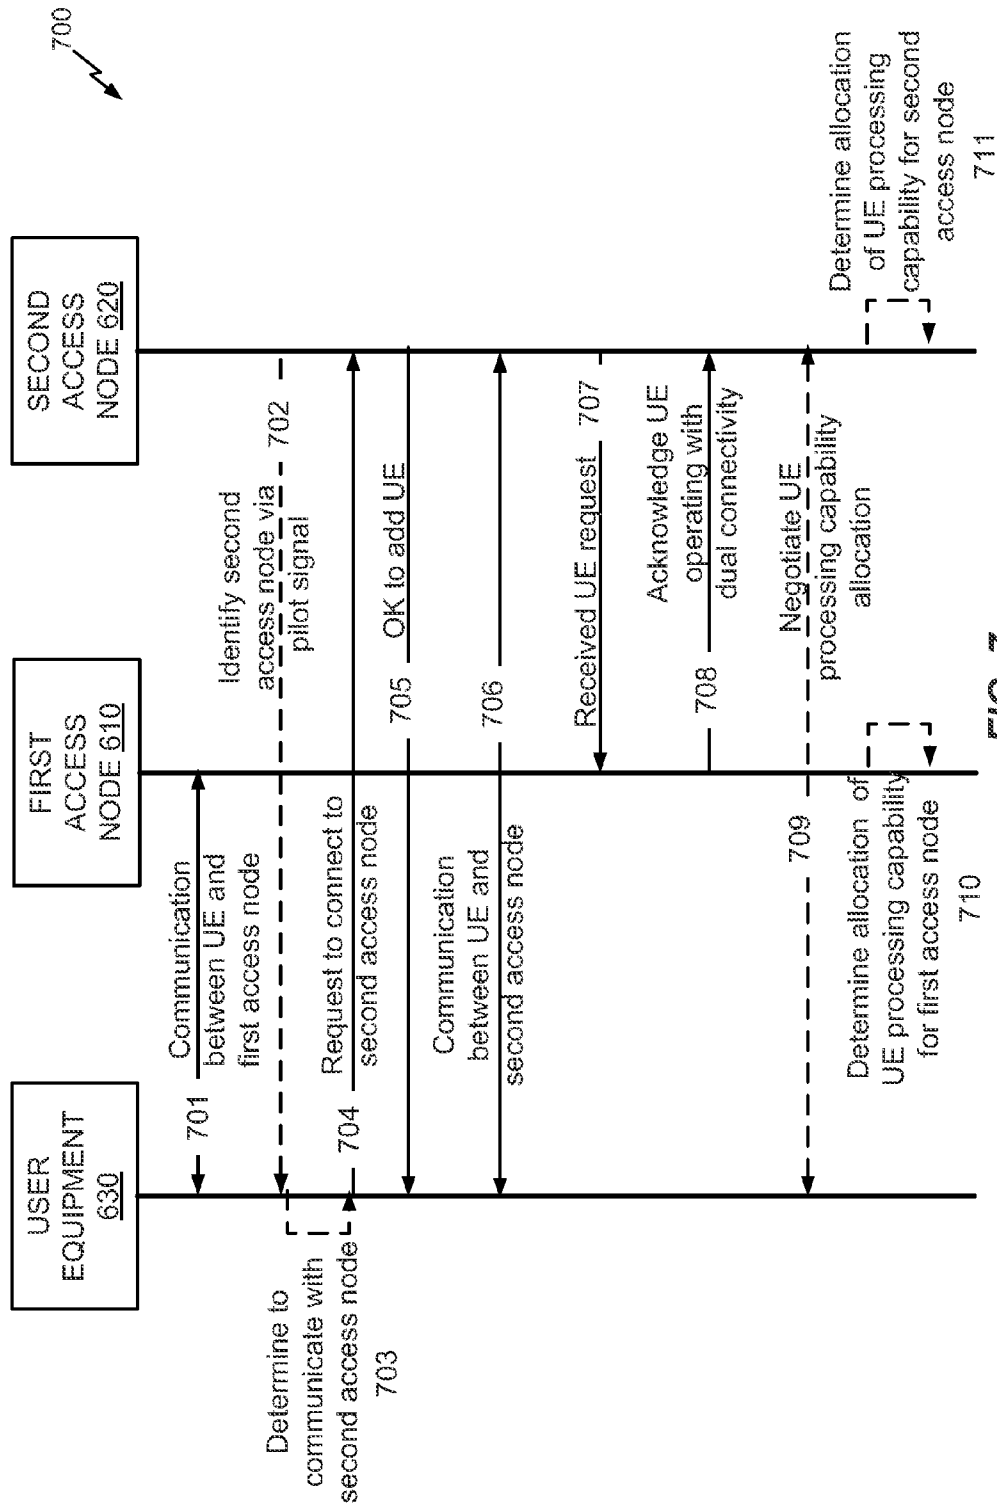 700
USER
EQUIPMENT
630
FIRST
ACCESS
NODE 610
SECOND
ACCESS
NODE 620
701
Communication
between UE and
first access node
Identify second
access node via
pilot signal
702
Determine to
communicate with
second access node
703
704
Request to connect to
second access node
705
OK to add UE
Communication
between UE and
second access node
706
Received UE request
707
708
Acknowledge UE
operating with
dual connectivity
709
Negotiate UE
processing capability
allocation
Determine allocation of
UE processing capability
for first access node
710
Determine allocation
of UE processing
capability for second
access node
711